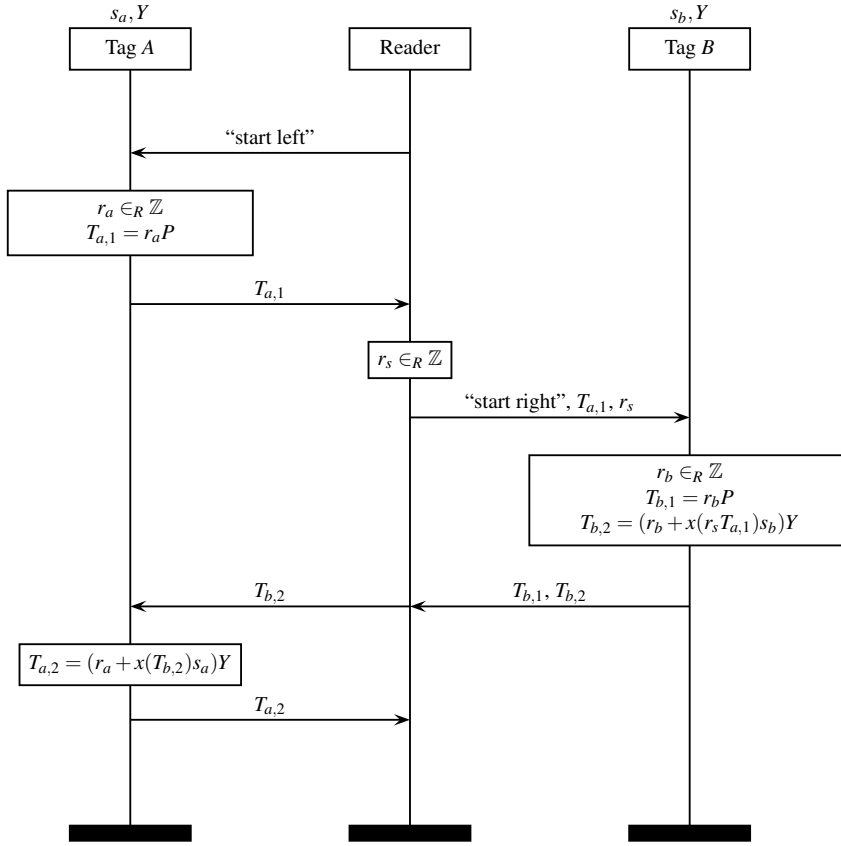 s_a, Y
s_b, Y
Tag A
Reader
Tag B
“start left”
r_a ∈_R ℤ
T_{a,1} = r_a P
T_{a,1}
r_s ∈_R ℤ
“start right”, T_{a,1}, r_s
r_b ∈_R ℤ
T_{b,1} = r_b P
T_{b,2} = (r_b + x(r_s T_{a,1})s_b)Y
T_{b,2}
T_{b,1}, T_{b,2}
T_{a,2} = (r_a + x(T_{b,2})s_a)Y
T_{a,2}